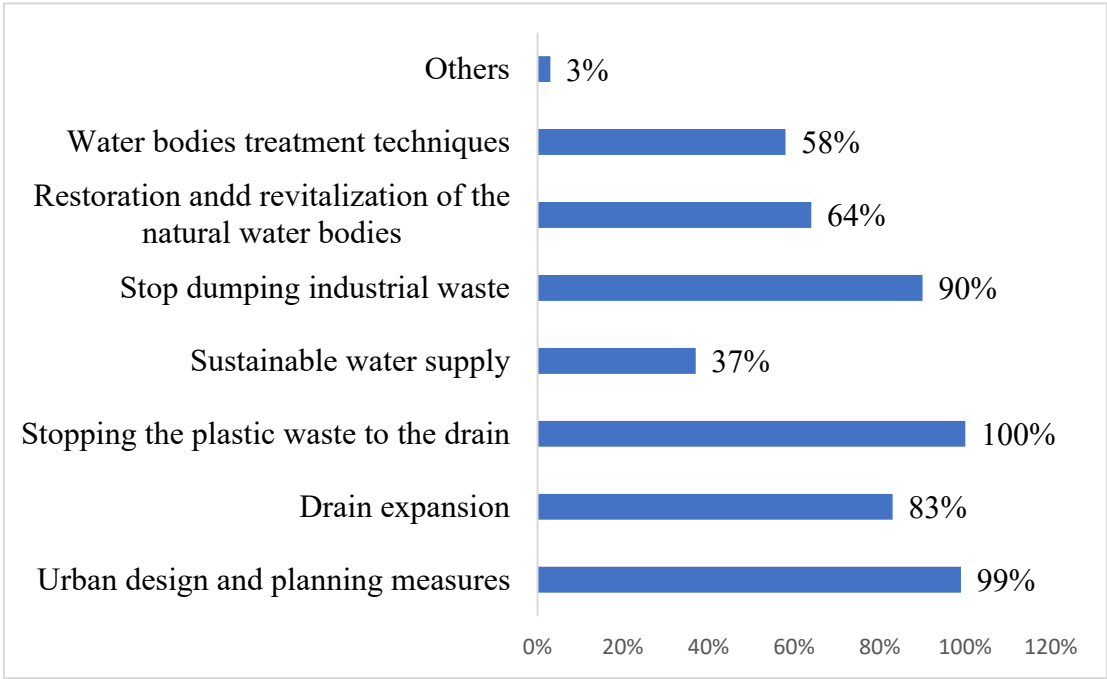 Others
3%
Water bodies treatment techniques
58%
Restoration andd revitalization of the
natural water bodies
64%
Stop dumping industrial waste
90%
Sustainable water supply
37%
Stopping the plastic waste to the drain
100%
Drain expansion
83%
Urban design and planning measures
99%
0% 20% 40% 60% 80% 100% 120%